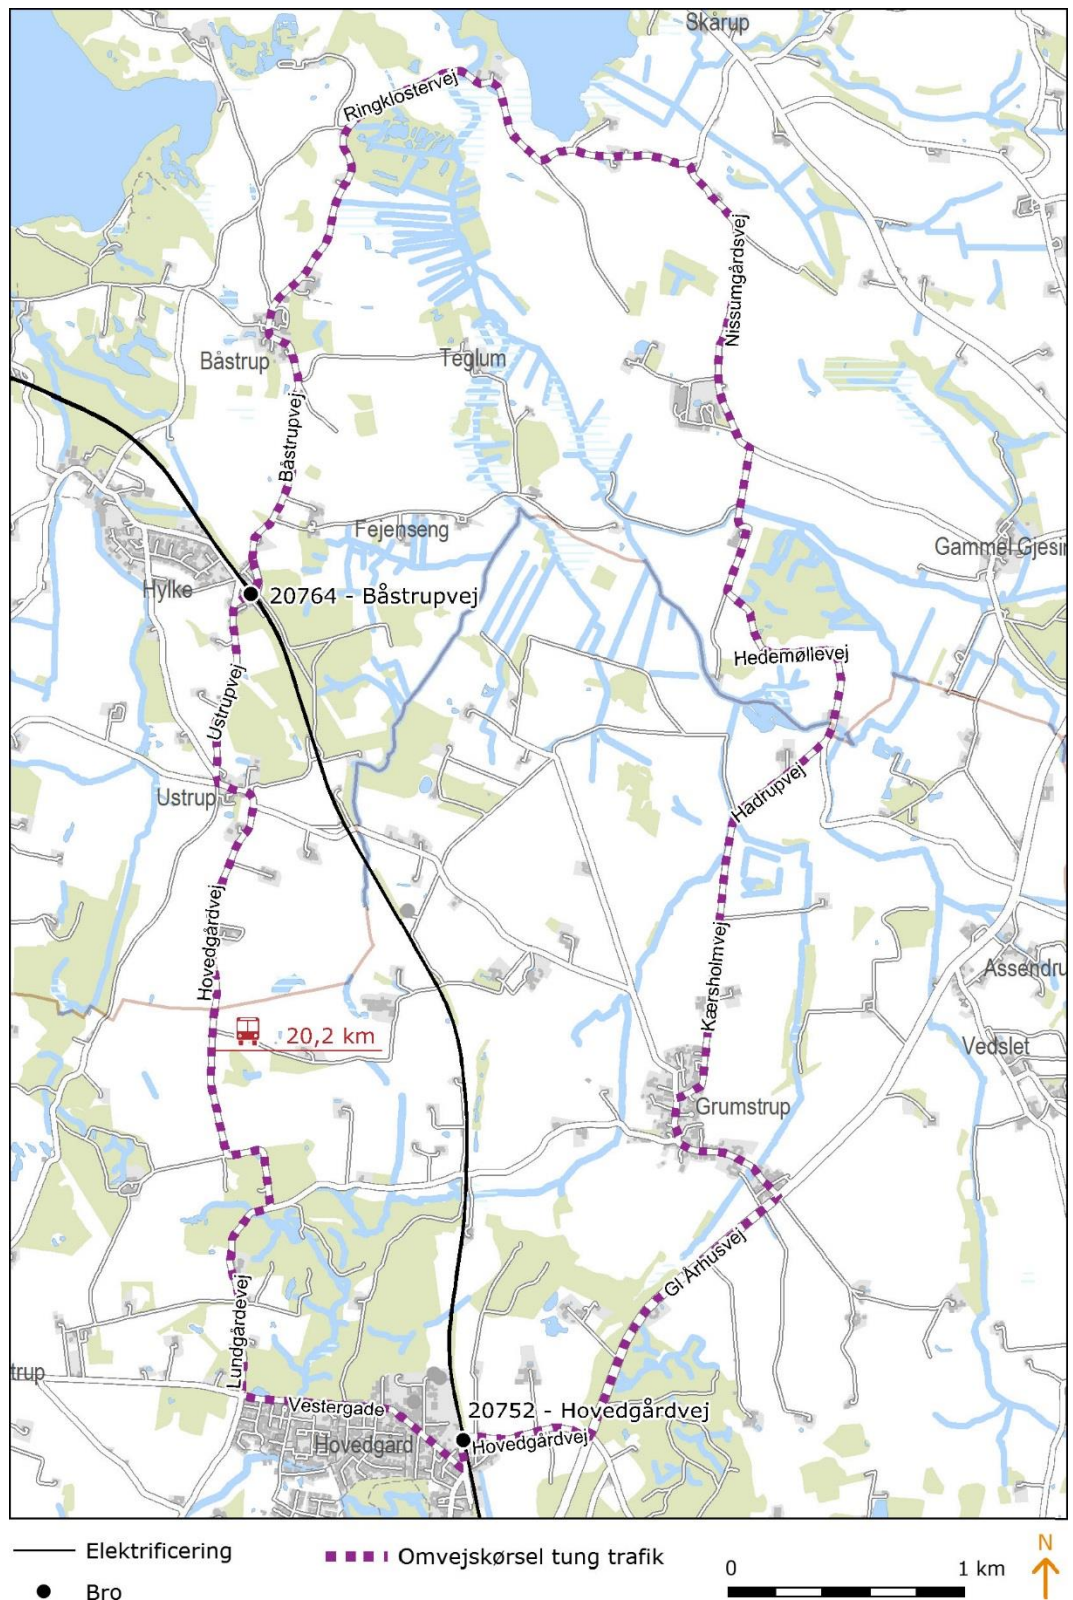 Skårup
Ringklostervej
Nissumgårdsvej
Båstrup
Teglum
Båstrupvej
Fejenseng
Gammel Gjesin
Hylke
20764 - Båstrupvej
Hedemøllevej
Ustrupvej
Ustrup
Hadrupvej
Hovedgårdvej
Kærsholmvej
Assendru
20,2 km
Vedslet
Grumstrup
Gl Århusvej
Lundgårdevej
trup
Vestergade
20752 - Hovedgårdvej
Hovedgård
Hovedgårdvej
Elektrificering
Omvejskørsel tung trafik
Bro
0 1 km
N